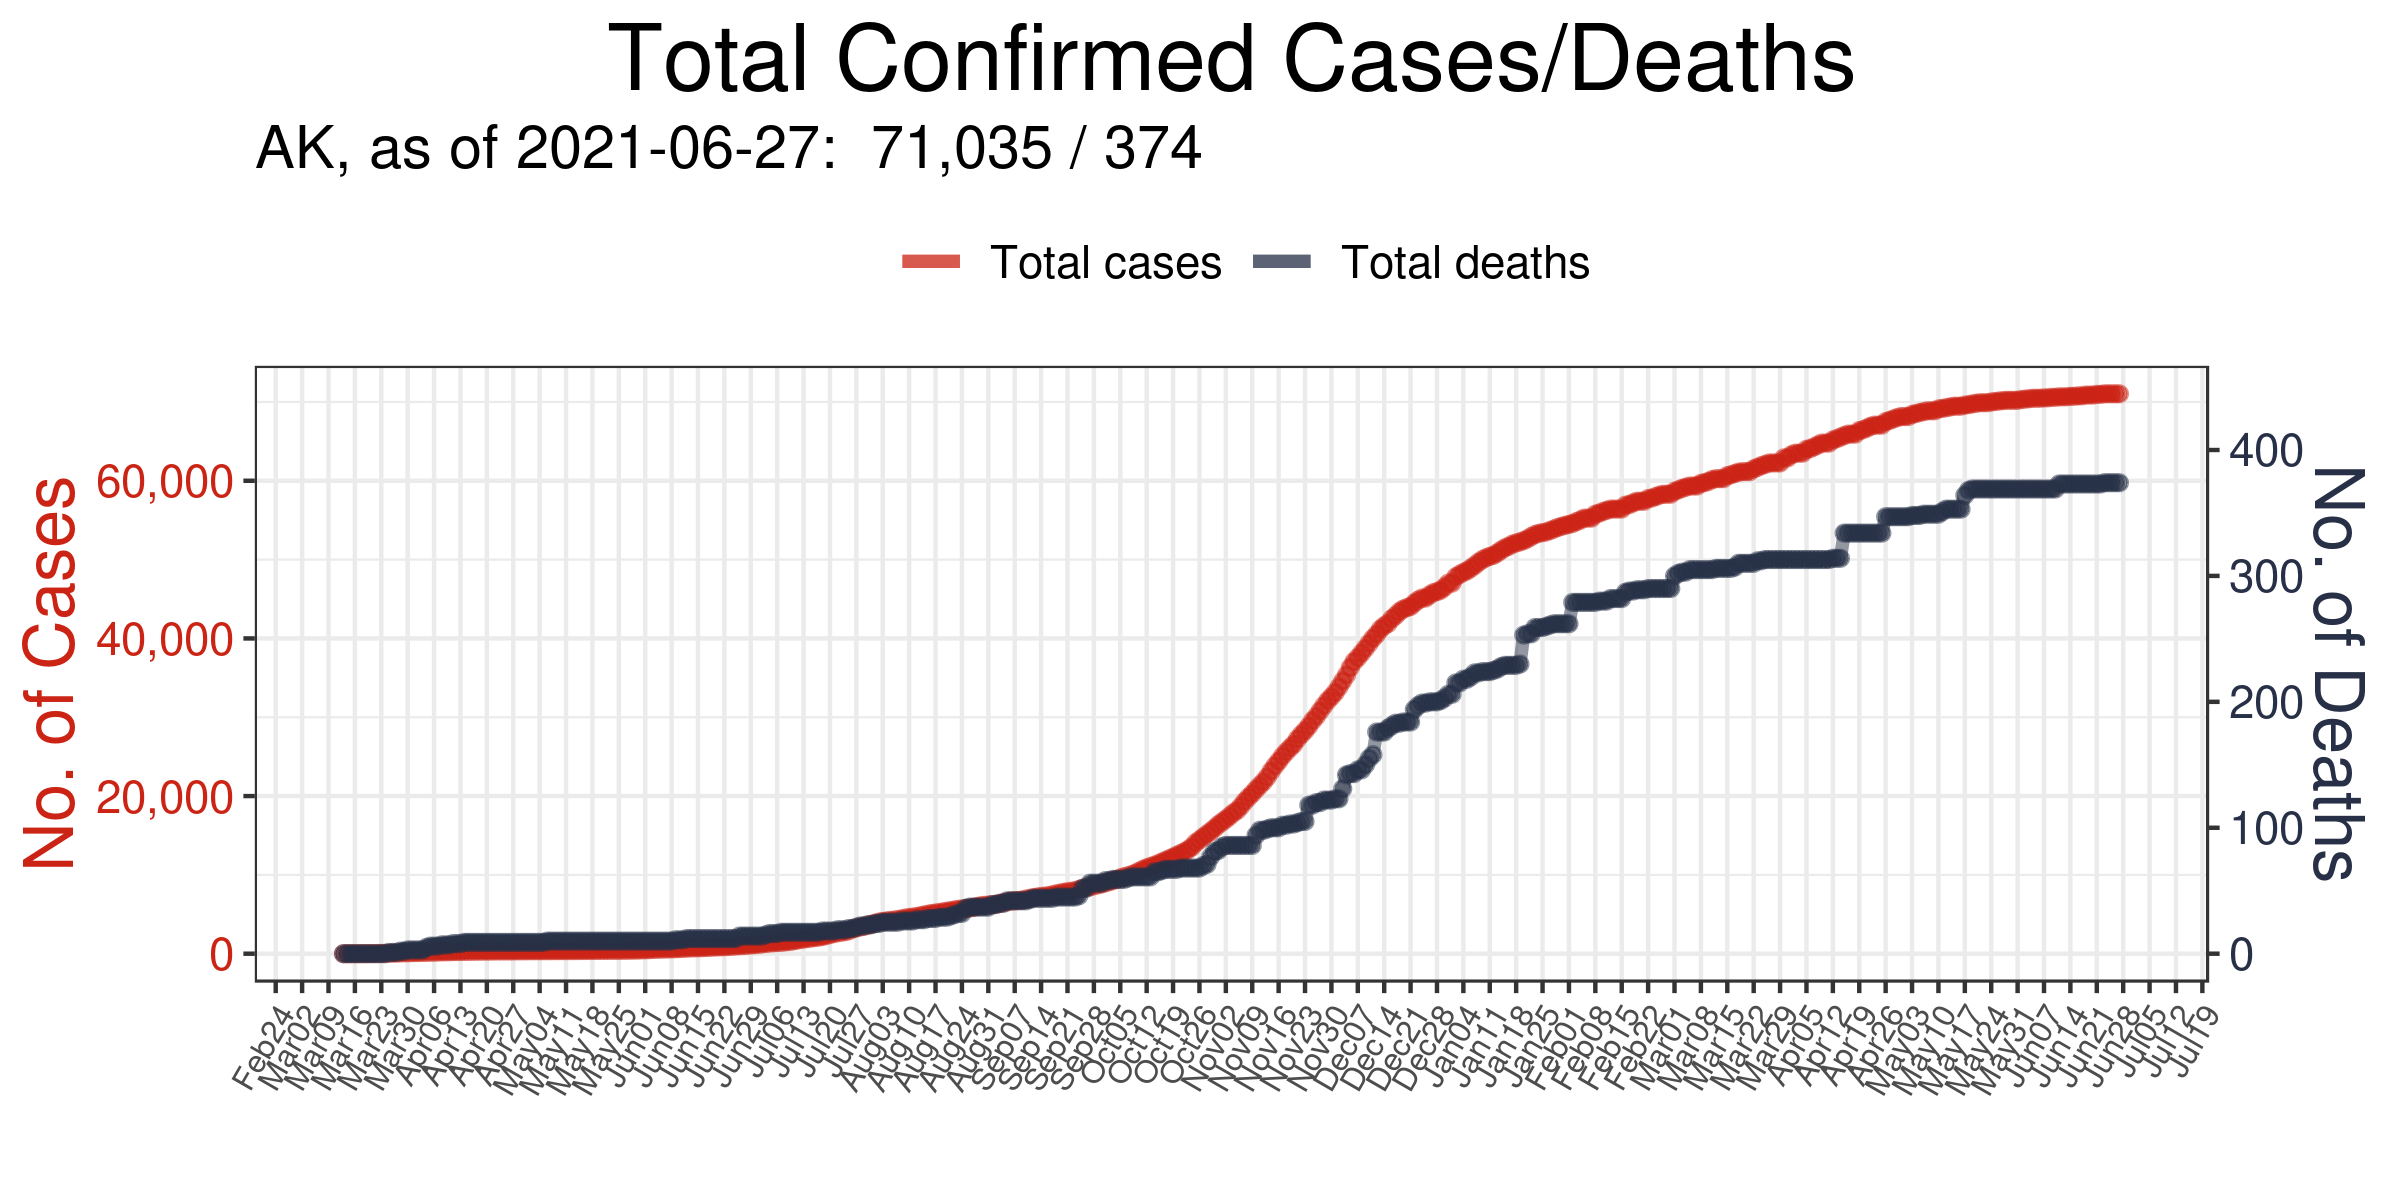 Total Confirmed Cases/Deaths
AK, as of 2021-06-27:  71,035 / 374
Total cases
Total deaths
No. of Cases
60,000
40,000
20,000
0
400
300
200
100
0
No. of Deaths
Feb24
Mar02
Mar09
Mar16
Mar23
Mar30
Apr06
Apr13
Apr20
Apr27
May04
May11
May18
May25
Jun01
Jun08
Jun15
Jun22
Jun29
Jul06
Jul13
Jul20
Jul27
Aug03
Aug10
Aug17
Aug24
Aug31
Sep07
Sep14
Sep21
Sep28
Oct05
Oct12
Oct19
Oct26
Nov02
Nov09
Nov16
Nov23
Nov30
Dec07
Dec14
Dec21
Dec28
Jan04
Jan11
Jan18
Jan25
Feb01
Feb08
Feb15
Feb22
Mar01
Mar08
Mar15
Mar22
Mar29
Apr05
Apr12
Apr19
Apr26
May03
May10
May17
May24
May31
Jun07
Jun14
Jun21
Jun28
Jul05
Jul12
Jul19